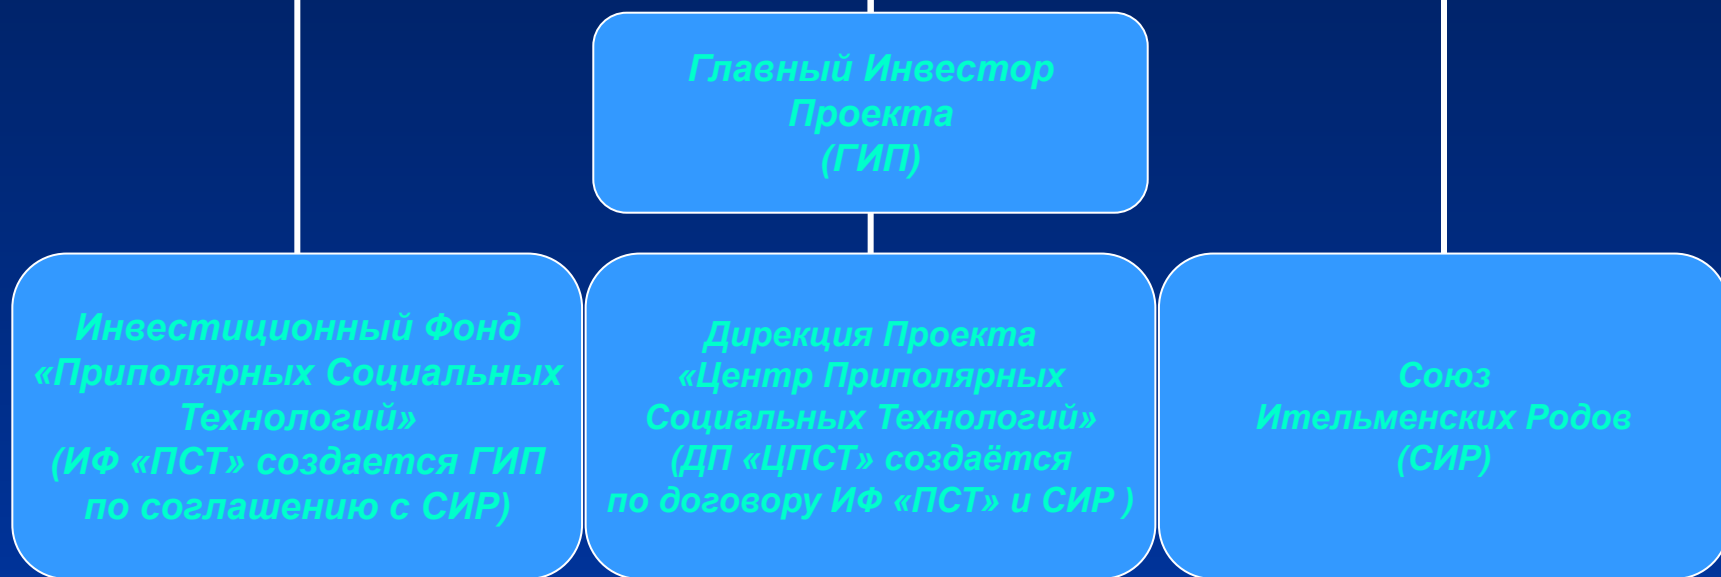 Главный Инвестор
Проекта
(ГИП)
Инвестиционный Фонд
«Приполярных Социальных
Технологий»
(ИФ «ПСТ» создается ГИП
по соглашению с СИР)
Дирекция Проекта
«Центр Приполярных
Социальных Технологий»
(ДП «ЦПСТ» создаётся
по договору ИФ «ПСТ» и СИР )
Союз
Ительменских Родов
(СИР)